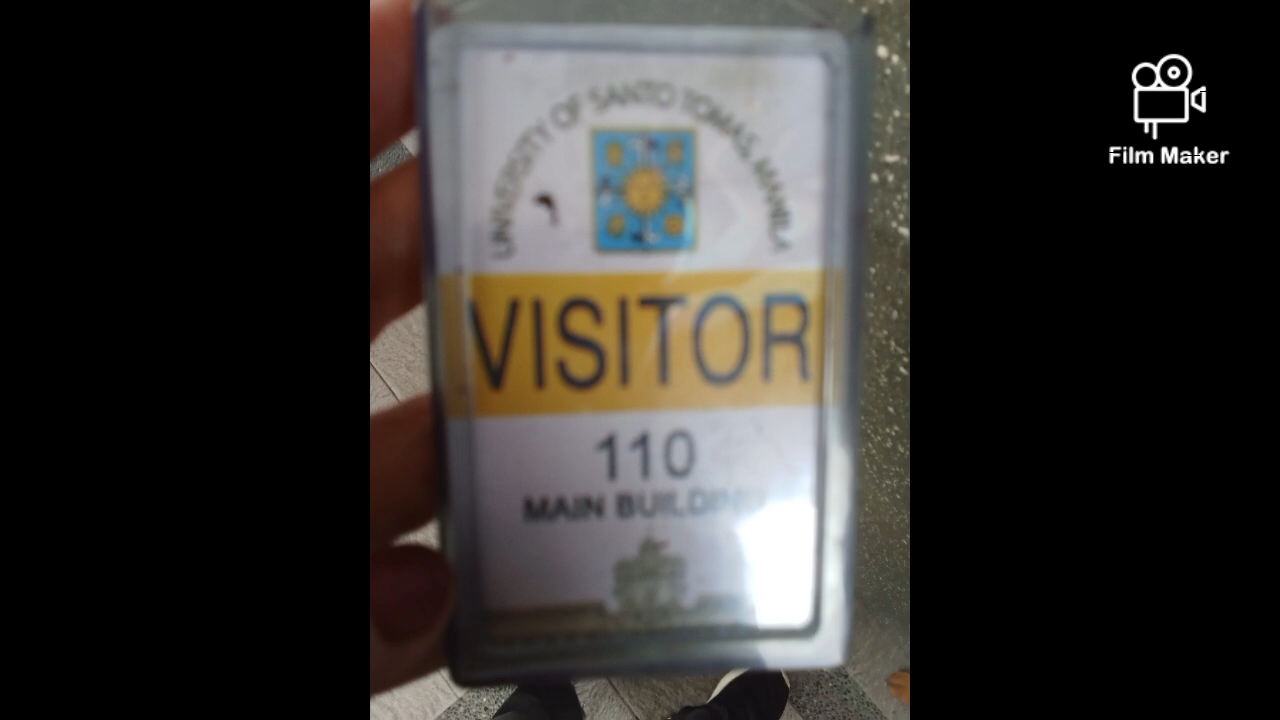 UNIVERSITY OF SANTO TOMAS, MANILA
VISITOR
110
MAIN BUILDING
Film Maker